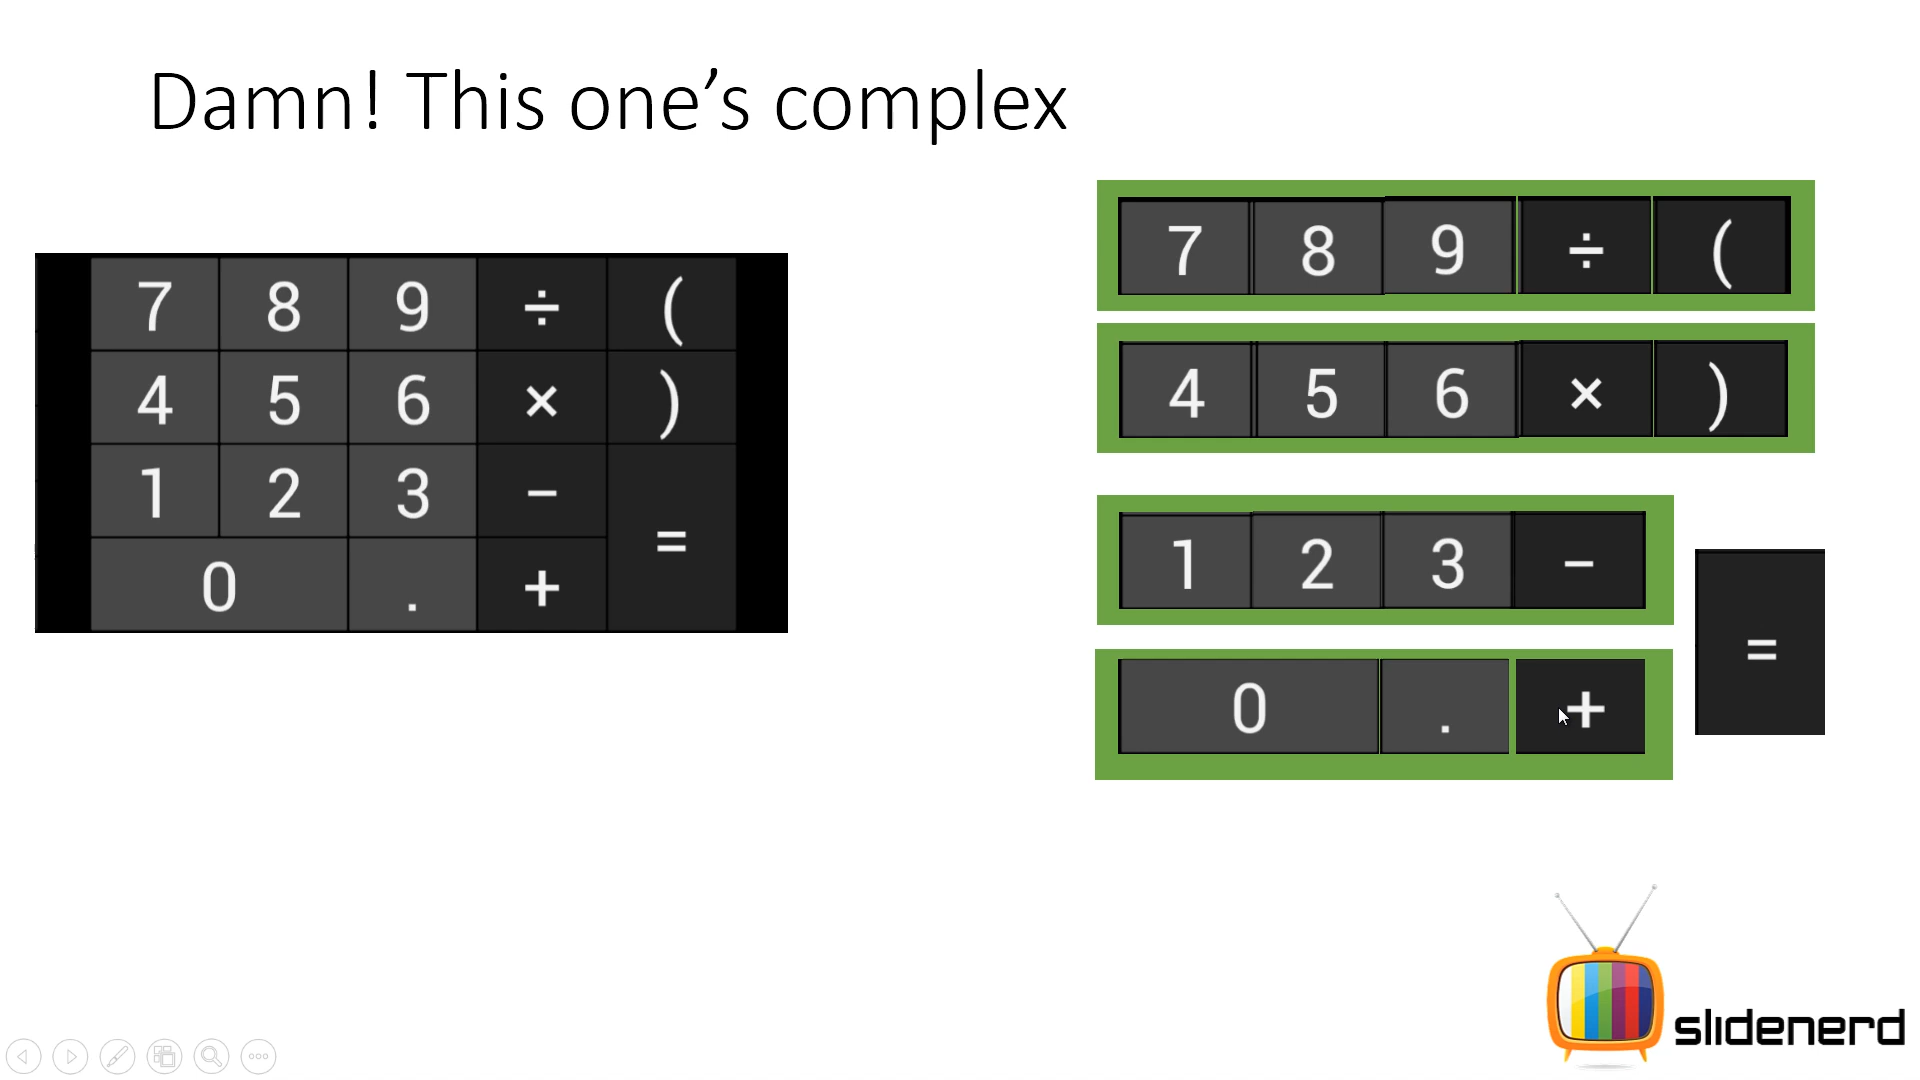 Damn! This one’s complex
7 8 9 ÷ (
4 5 6 × )
1 2 3 −
0 . + =
7 8 9 ÷ (
4 5 6 × )
1 2 3 −
=
0 . +
slidenerd